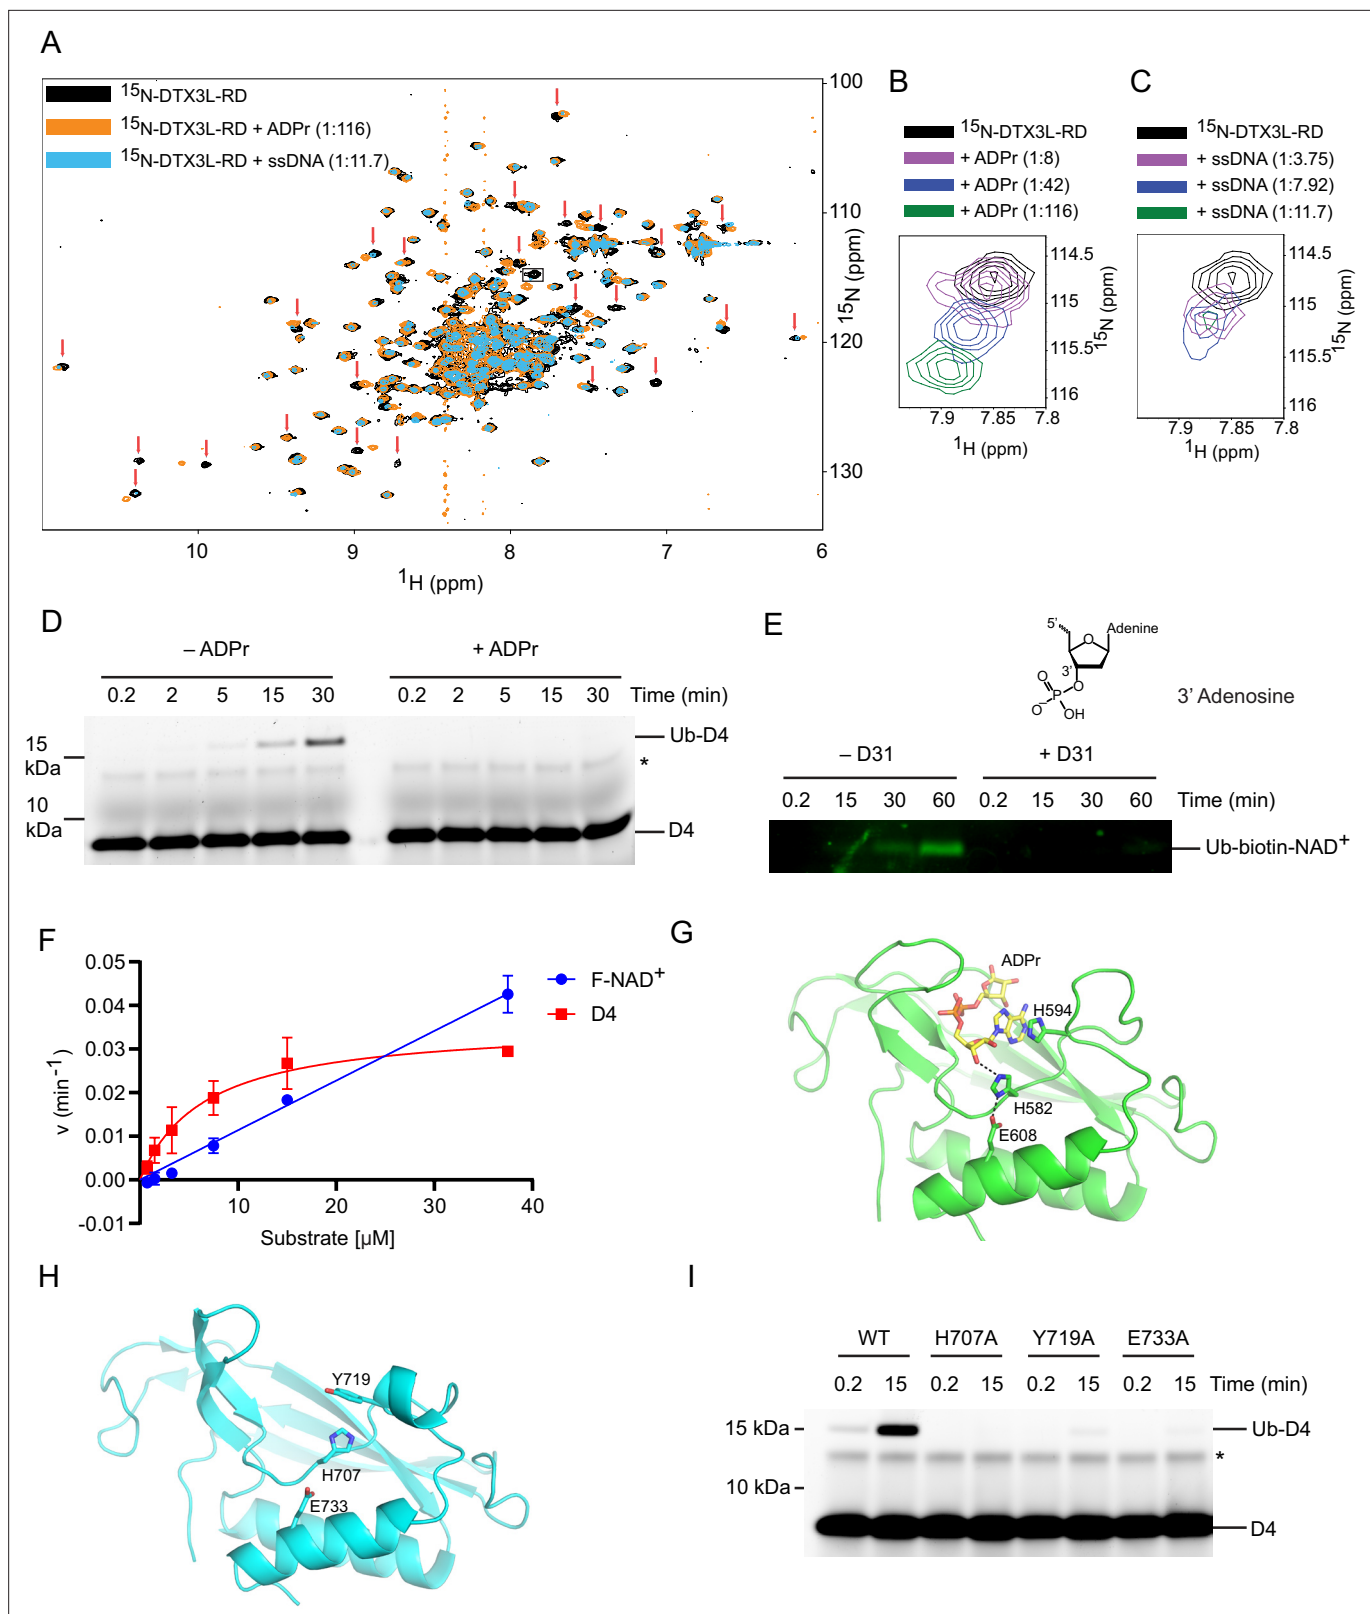 A
¹⁵N-DTX3L-RD
¹⁵N-DTX3L-RD + ADPr (1:116)
¹⁵N-DTX3L-RD + ssDNA (1:11.7)
100
110
120
130
¹⁵N (ppm)
10 9 8 7 6
¹H (ppm)
B
¹⁵N-DTX3L-RD
+ ADPr (1:8)
+ ADPr (1:42)
+ ADPr (1:116)
114.5
115
115.5
116
¹⁵N (ppm)
7.9 7.85 7.8
¹H (ppm)
C
¹⁵N-DTX3L-RD
+ ssDNA (1:3.75)
+ ssDNA (1:7.92)
+ ssDNA (1:11.7)
114.5
115
115.5
116
¹⁵N (ppm)
7.9 7.85 7.8
¹H (ppm)
D
– ADPr + ADPr
0.2 2 5 15 30 0.2 2 5 15 30 Time (min)
15
kDa
10
kDa
Ub-D4
*
D4
E
5'
Adenine
O
3'
O
O
P
O⁻
OH
3' Adenosine
– D31 + D31
0.2 15 30 60 0.2 15 30 60 Time (min)
Ub-biotin-NAD⁺
F
0.05
0.04
0.03
0.02
0.01
0.00
-0.01
v (min⁻¹)
10 20 30 40
Substrate [µM]
F-NAD⁺
D4
G
ADPr
H594
H582
E608
H
Y719
H707
E733
I
WT H707A Y719A E733A
0.2 15 0.2 15 0.2 15 0.2 15 Time (min)
15 kDa
10 kDa
Ub-D4
*
D4